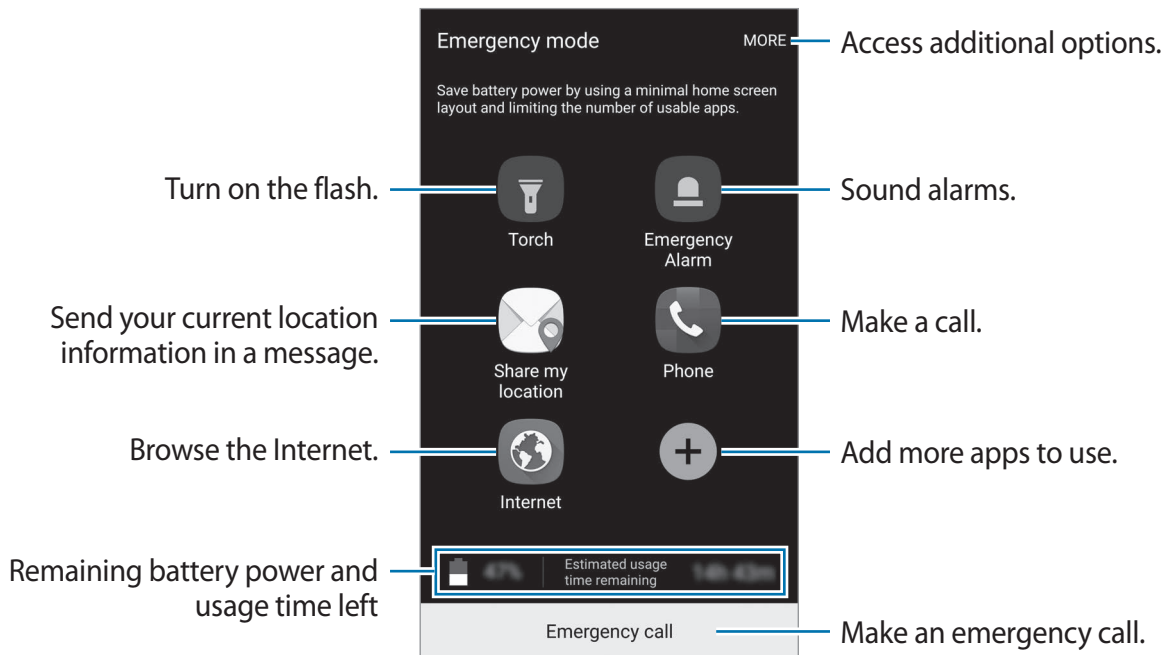 Emergency mode
MORE
Access additional options.
Save battery power by using a minimal home screen
layout and limiting the number of usable apps.
Turn on the flash.
Torch
Emergency
Alarm
Sound alarms.
Send your current location
information in a message.
Share my
location
Phone
Make a call.
Browse the Internet.
Internet
Add more apps to use.
Remaining battery power and
usage time left
Estimated usage
time remaining
Emergency call
Make an emergency call.